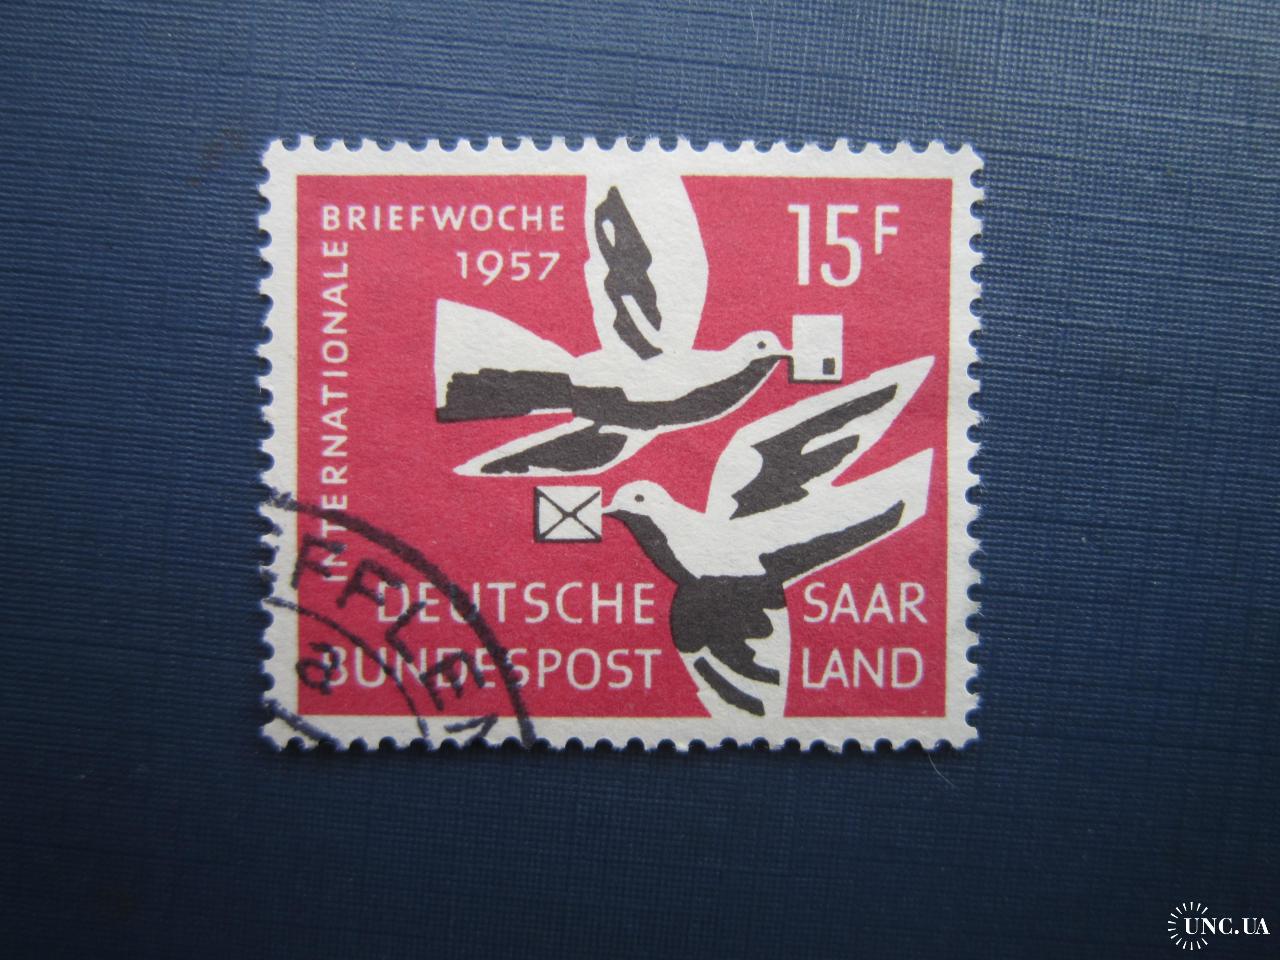 INTERNATIONALE
BRIEFWOCHE
1957
15F
DEUTSCHE
BUNDESPOST
SAAR
LAND
a
UNC.UA